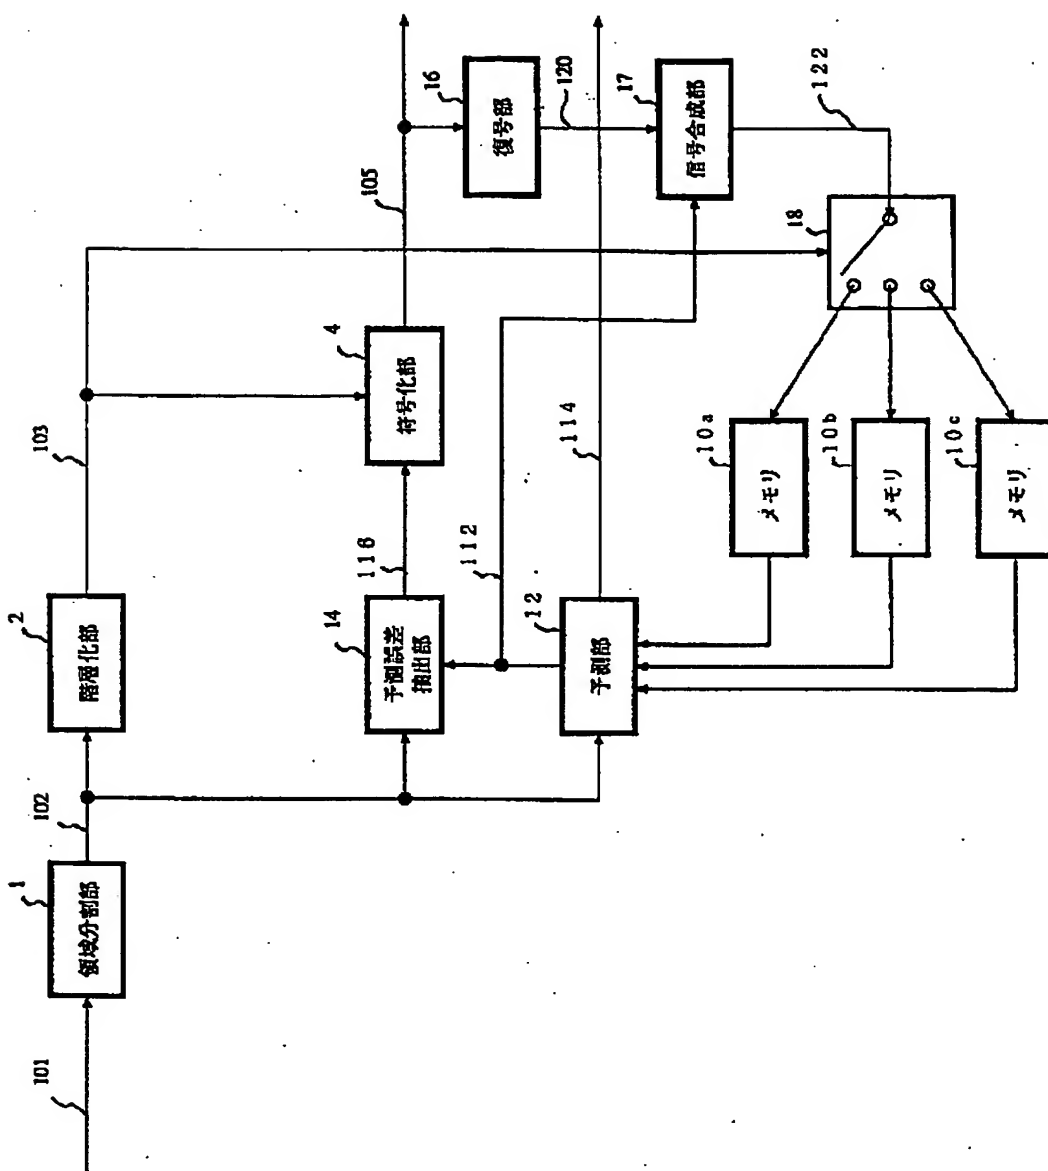 101
1
領域分割部
102
2
階層化部
103
14
予測誤差
抽出部
116
4
符号化部
105
16
復号部
120
112
12
予測部
114
17
信号合成部
122
18
10a
メモリ
10b
メモリ
10c
メモリ